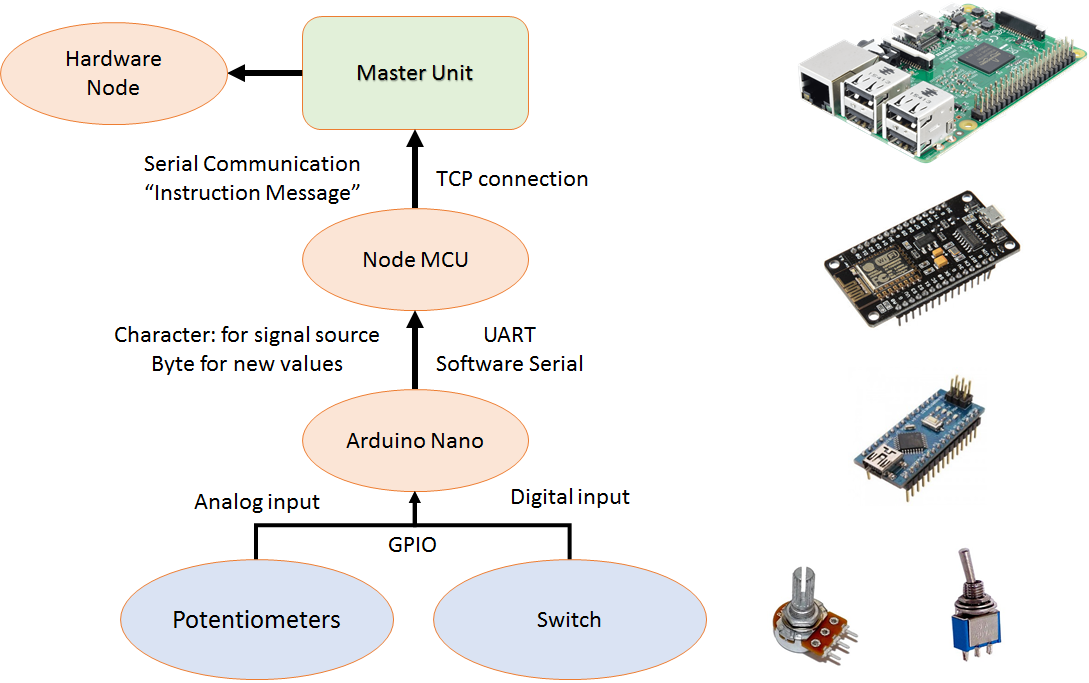 Hardware
Node
Master Unit
Serial Communication
“Instruction Message”
TCP connection
Node MCU
Character: for signal source
Byte for new values
UART
Software Serial
Arduino Nano
Analog input
Digital input
GPIO
Potentiometers
Switch